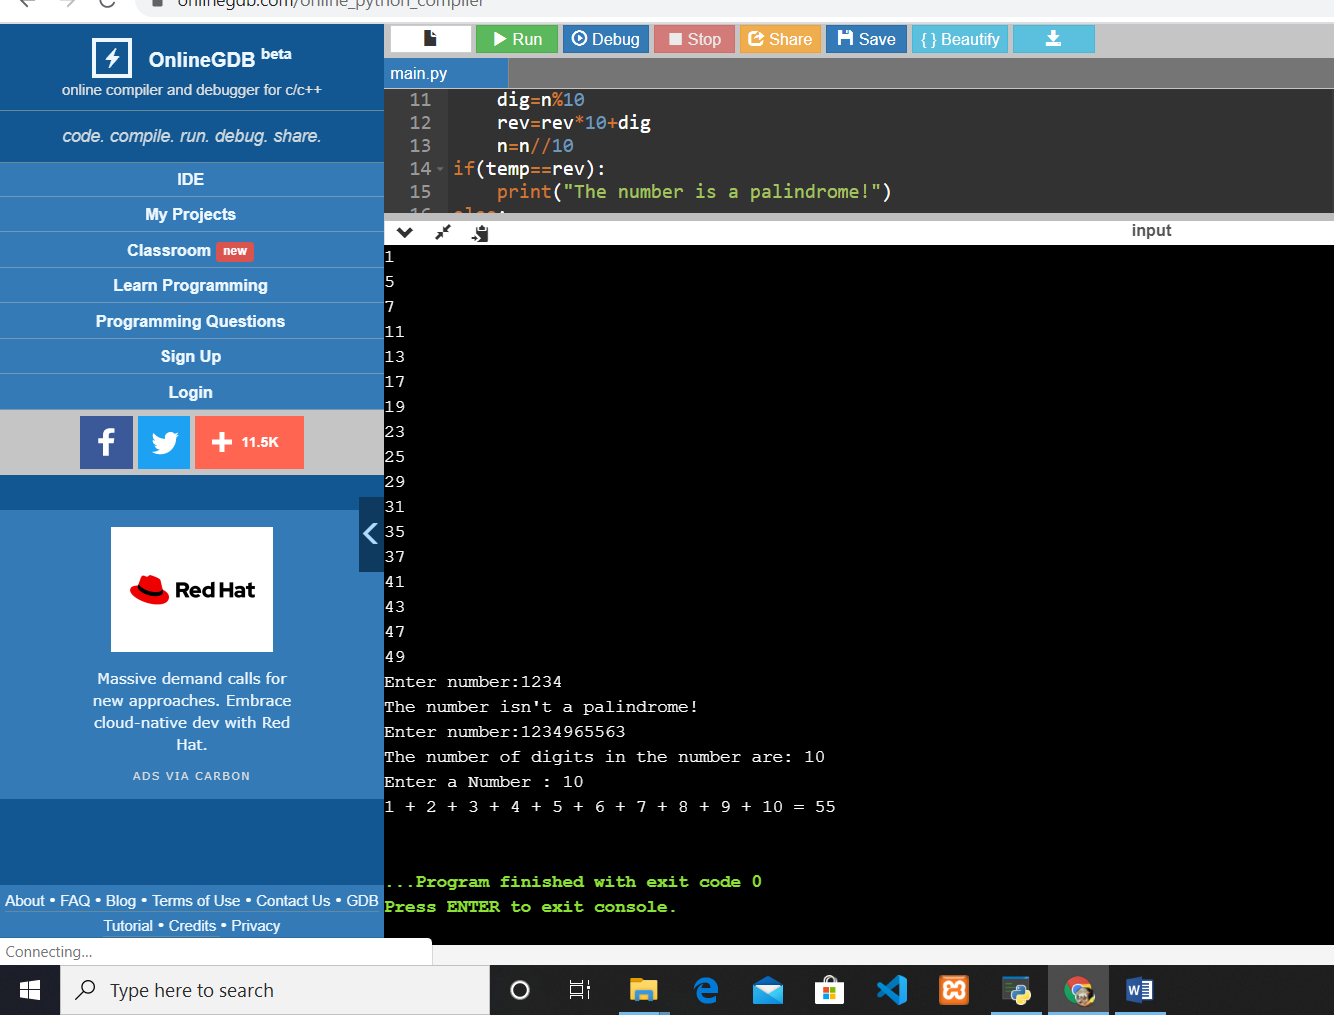 onlinegdb.com/online_python_compiler
OnlineGDB beta
online compiler and debugger for c/c++
code. compile. run. debug. share.
IDE
My Projects
Classroom new
Learn Programming
Programming Questions
Sign Up
Login
11.5K
Red Hat
Massive demand calls for
new approaches. Embrace
cloud-native dev with Red
Hat.
ADS VIA CARBON
About • FAQ • Blog • Terms of Use • Contact Us • GDB
Tutorial • Credits • Privacy
Connecting...
Run Debug Stop Share Save { } Beautify
main.py
11 dig=n%10
12 rev=rev*10+dig
13 n=n//10
14 if(temp==rev):
15 print("The number is a palindrome!")
16 else:
input
1
5
7
11
13
17
19
23
25
29
31
35
37
41
43
47
49
Enter number:1234
The number isn't a palindrome!
Enter number:1234965563
The number of digits in the number are: 10
Enter a Number : 10
1 + 2 + 3 + 4 + 5 + 6 + 7 + 8 + 9 + 10 = 55
...Program finished with exit code 0
Press ENTER to exit console.
Type here to search